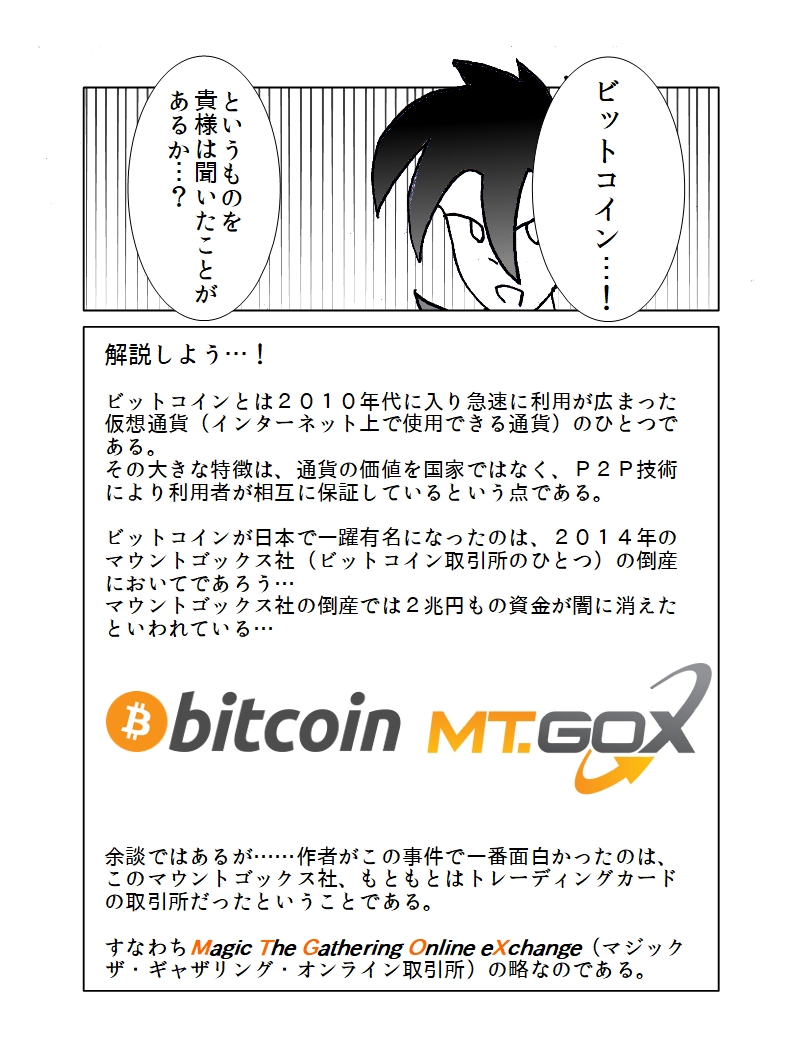 ビットコイン…！
というものを
貴様は聞いたことが
あるか…？
解説しよう…！
ビットコインとは２０１０年代に入り急速に利用が広まった
仮想通貨（インターネット上で使用できる通貨）のひとつで
ある。
その大きな特徴は、通貨の価値を国家ではなく、Ｐ２Ｐ技術
により利用者が相互に保証しているという点である。
ビットコインが日本で一躍有名になったのは、２０１４年の
マウントゴックス社（ビットコイン取引所のひとつ）の倒産
においてであろう…
マウントゴックス社の倒産では２兆円もの資金が闇に消えた
といわれている…
bitcoin
MT.GOX
余談ではあるが……作者がこの事件で一番面白かったのは、
このマウントゴックス社、もともとはトレーディングカード
の取引所だったということである。
すなわちMagic The Gathering Online eXchange（マジック
ザ・ギャザリング・オンライン取引所）の略なのである。